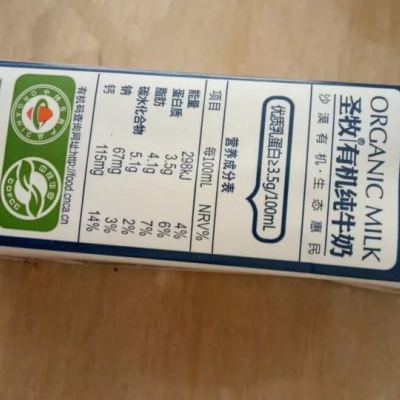 ORGANIC MILK
圣牧®有机纯牛奶
沙漠有机·生态惠民
优质乳蛋白≥3.5g/100mL
营养成分表
项目 每100mL NRV%
能量 298kJ 4%
蛋白质 3.5g 6%
脂肪 4.1g 7%
碳水化合物 5.1g 2%
钠 67mg 3%
钙 115mg 14%
有机码查询网址:http://food.cnca.cn
ORGANIC
COFCC